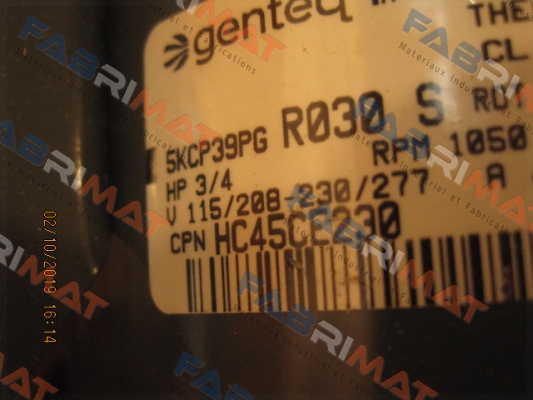 genteq
THE
CL
5KCP39PG R030 S
RPM 1050
HP 3/4
V 115/208-230/277 A
CPN HC45CE230
02/10/2019 16:14
FABRIMAT
Matériaux Industriel et Fabrications